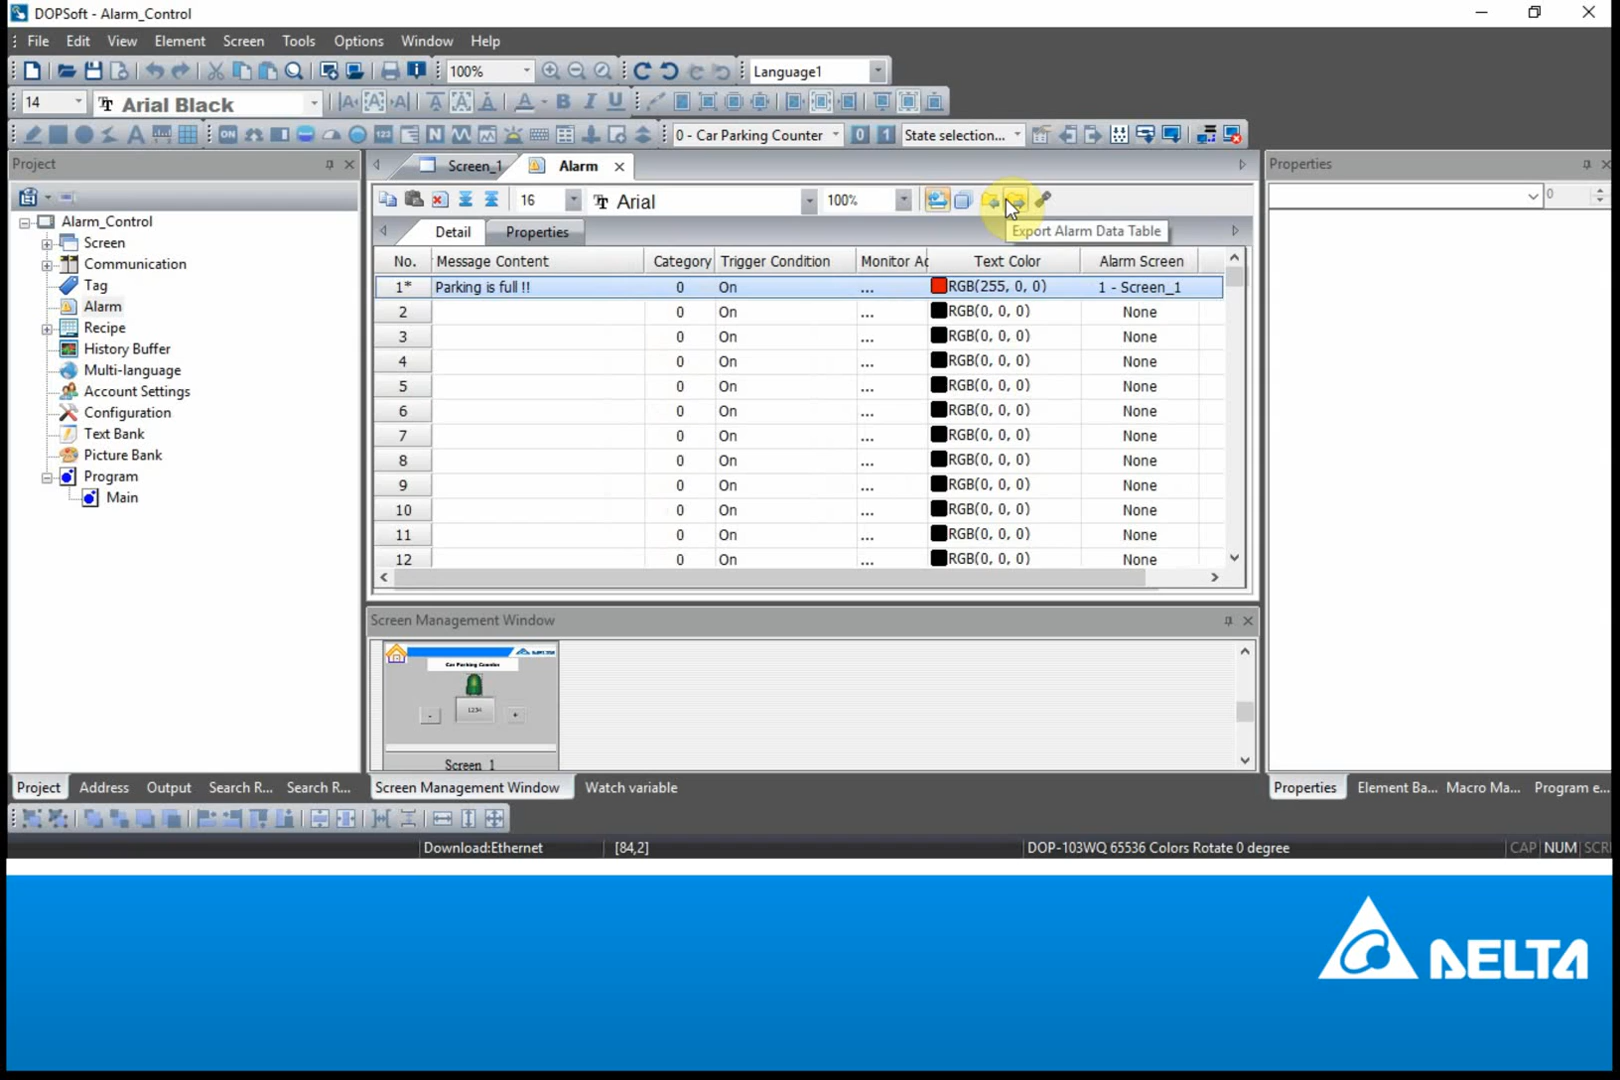 DOPSoft - Alarm_Control
File Edit View Element Screen Tools Options Window Help
100% Language1
14 Arial Black
0 - Car Parking Counter 0 1 State selection...
Project
Screen_1 Alarm
Properties
16 Arial 100%
0
Export Alarm Data Table
Detail Properties
Alarm_Control
Screen
Communication
Tag
Alarm
Recipe
History Buffer
Multi-language
Account Settings
Configuration
Text Bank
Picture Bank
Program
Main
No. Message Content Category Trigger Condition Monitor Ac Text Color Alarm Screen
1* Parking is full !! 0 On ... RGB(255, 0, 0) 1 - Screen_1
2 0 On ... RGB(0, 0, 0) None
3 0 On ... RGB(0, 0, 0) None
4 0 On ... RGB(0, 0, 0) None
5 0 On ... RGB(0, 0, 0) None
6 0 On ... RGB(0, 0, 0) None
7 0 On ... RGB(0, 0, 0) None
8 0 On ... RGB(0, 0, 0) None
9 0 On ... RGB(0, 0, 0) None
10 0 On ... RGB(0, 0, 0) None
11 0 On ... RGB(0, 0, 0) None
12 0 On ... RGB(0, 0, 0) None
Screen Management Window
Car Parking Counter
- 1234 +
Screen_1
Project Address Output Search R... Search R...
Screen Management Window Watch variable
Properties Element Ba... Macro Ma... Program e...
Download:Ethernet [84,2] DOP-103WQ 65536 Colors Rotate 0 degree CAP NUM SCR
DELTA